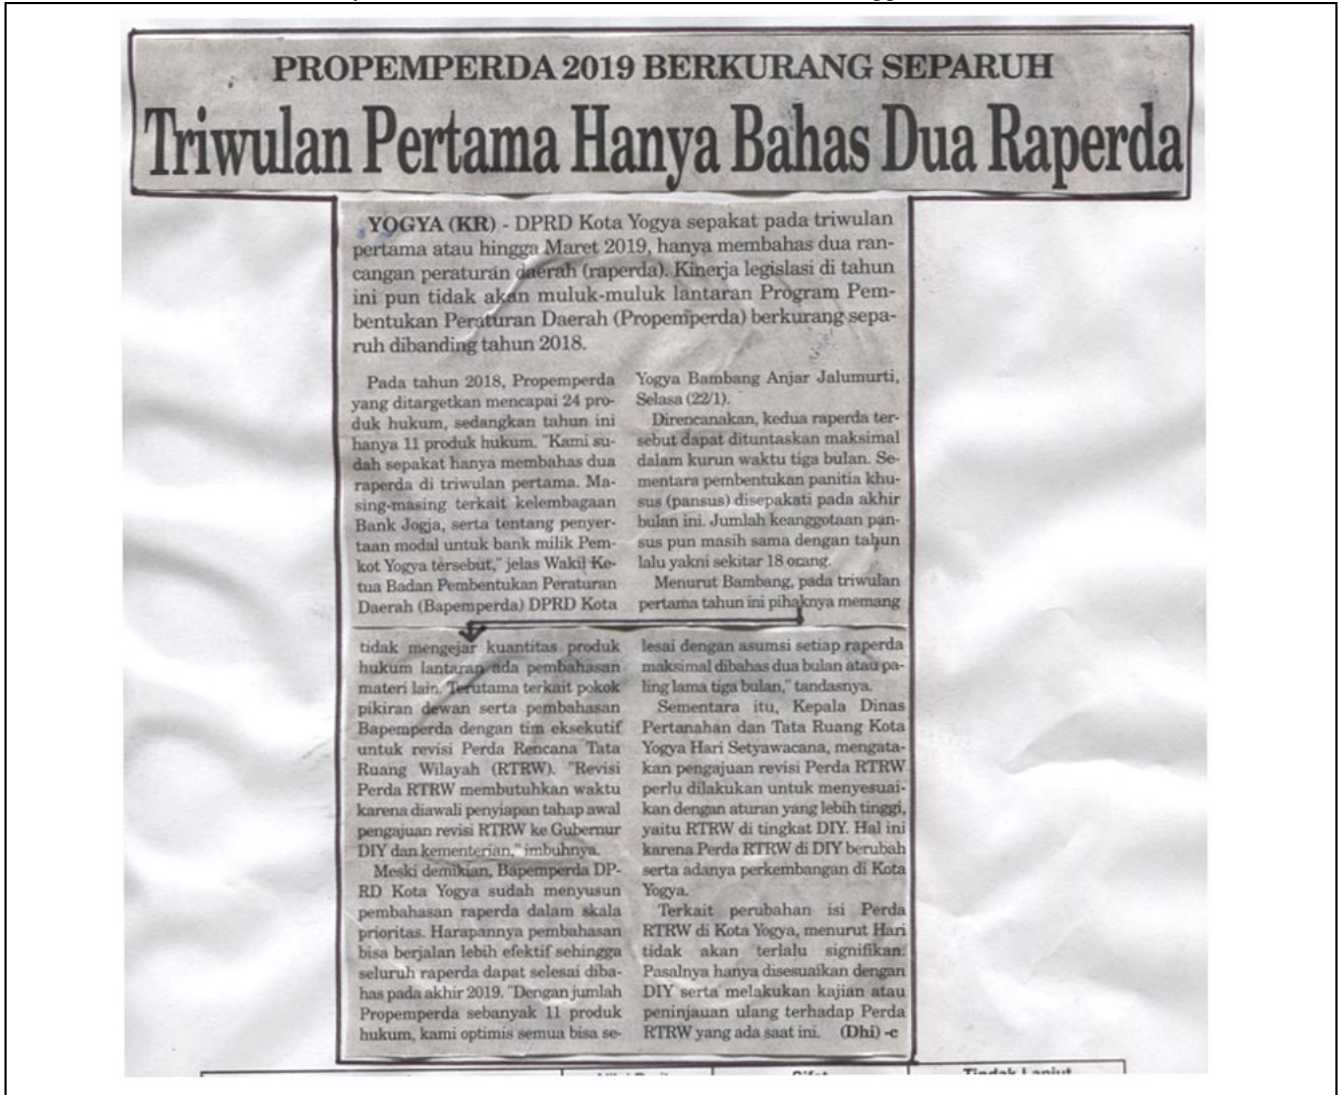 PROPEMPERDA 2019 BERKURANG SEPARUH
Triwulan Pertama Hanya Bahas Dua Raperda
YOGYA (KR) - DPRD Kota Yogya sepakat pada triwulan
pertama atau hingga Maret 2019, hanya membahas dua ran-
cangan peraturan daerah (raperda). Kinerja legislasi di tahun
ini pun tidak akan muluk-muluk lantaran Program Pem-
bentukan Peraturan Daerah (Propemperda) berkurang sepa-
ruh dibanding tahun 2018.
Pada tahun 2018, Propemperda
yang ditargetkan mencapai 24 pro-
duk hukum, sedangkan tahun ini
hanya 11 produk hukum. "Kami su-
dah sepakat hanya membahas dua
raperda di triwulan pertama. Ma-
sing-masing terkait kelembagaan
Bank Jogja, serta tentang penyer-
taan modal untuk bank milik Pem-
kot Yogya tersebut," jelas Wakil Ke-
tua Badan Pembentukan Peraturan
Daerah (Bapemperda) DPRD Kota
Yogya Bambang Anjar Jalumurti,
Selasa (22/1).
Direncanakan, kedua raperda ter-
sebut dapat dituntaskan maksimal
dalam kurun waktu tiga bulan. Se-
mentara pembentukan panitia khu-
sus (pansus) disepakati pada akhir
bulan ini. Jumlah keanggotaan pan-
sus pun masih sama dengan tahun
lalu yakni sekitar 18 orang.
Menurut Bambang, pada triwulan
pertama tahun ini pihaknya memang
tidak mengejar kuantitas produk
hukum lantaran ada pembahasan
materi lain. Terutama terkait pokok
pikiran dewan serta pembahasan
Bapemperda dengan tim eksekutif
untuk revisi Perda Rencana Tata
Ruang Wilayah (RTRW). "Revisi
Perda RTRW membutuhkan waktu
karena diawali penyiapan tahap awal
pengajuan revisi RTRW ke Gubernur
DIY dan kementerian," imbuhnya.
Meski demikian, Bapemperda DP-
RD Kota Yogya sudah menyusun
pembahasan raperda dalam skala
prioritas. Harapannya pembahasan
bisa berjalan lebih efektif sehingga
seluruh raperda dapat selesai diba-
has pada akhir 2019. "Dengan jumlah
Propemperda sebanyak 11 produk
hukum, kami optimis semua bisa se-
lesai dengan asumsi setiap raperda
maksimal dibahas dua bulan atau pa-
ling lama tiga bulan," tandasnya.
Sementara itu, Kepala Dinas
Pertanahan dan Tata Ruang Kota
Yogya Hari Setyawacana, mengata-
kan pengajuan revisi Perda RTRW
perlu dilakukan untuk menyesuai-
kan dengan aturan yang lebih tinggi,
yaitu RTRW di tingkat DIY. Hal ini
karena Perda RTRW di DIY berubah
serta adanya perkembangan di Kota
Yogya.
Terkait perubahan isi Perda
RTRW di Kota Yogya, menurut Hari
tidak akan terlalu signifikan.
Pasalnya hanya disesuaikan dengan
DIY serta melakukan kajian atau
peninjauan ulang terhadap Perda
RTRW yang ada saat ini. (Dhi) -c
Tindak Lanjut